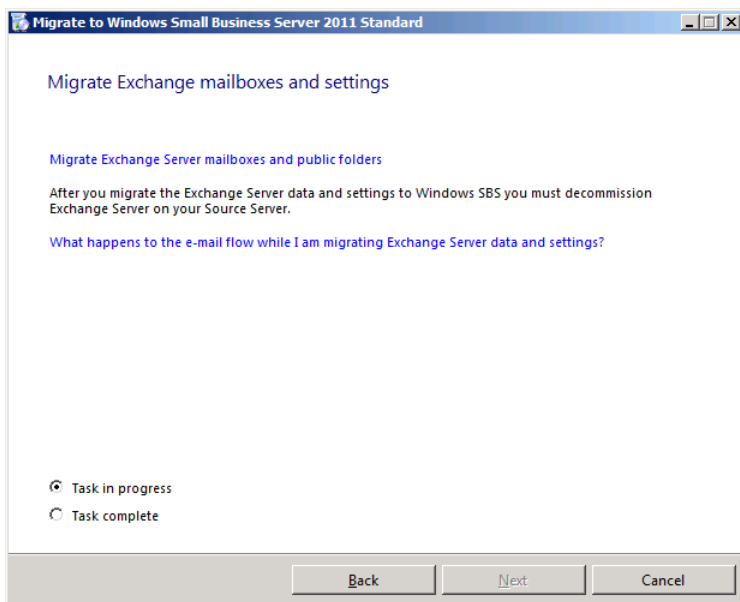 Migrate to Windows Small Business Server 2011 Standard
Migrate Exchange mailboxes and settings
Migrate Exchange Server mailboxes and public folders
After you migrate the Exchange Server data and settings to Windows SBS you must decommission
Exchange Server on your Source Server.
What happens to the e-mail flow while I am migrating Exchange Server data and settings?
Task in progress
Task complete
Back Next Cancel